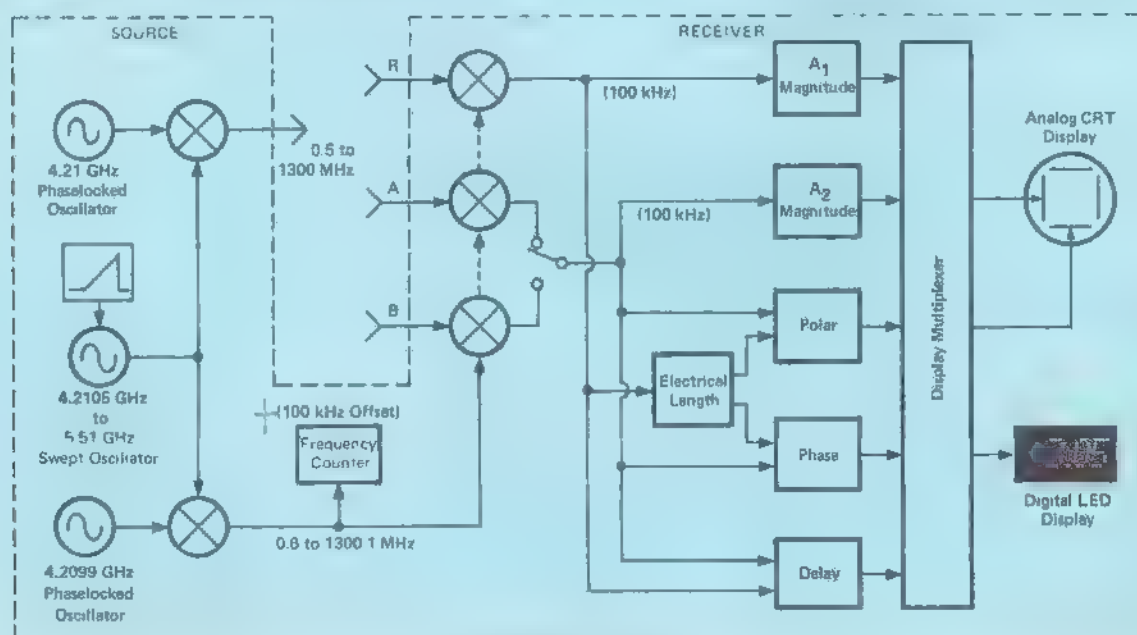 SOURCE
RECEIVER
4.21 GHz
Phaselocked
Oscillator
0.5 to
1300 MHz
4.2105 GHz
to
5.51 GHz
Swept Oscillator
4.2099 GHz
Phaselocked
Oscillator
(100 kHz Offset)
Frequency
Counter
0.6 to 1300.1 MHz
R
A
B
(100 kHz)
(100 kHz)
A1
Magnitude
A2
Magnitude
Electrical
Length
Polar
Phase
Delay
Display Multiplexer
Analog CRT
Display
Digital LED
Display